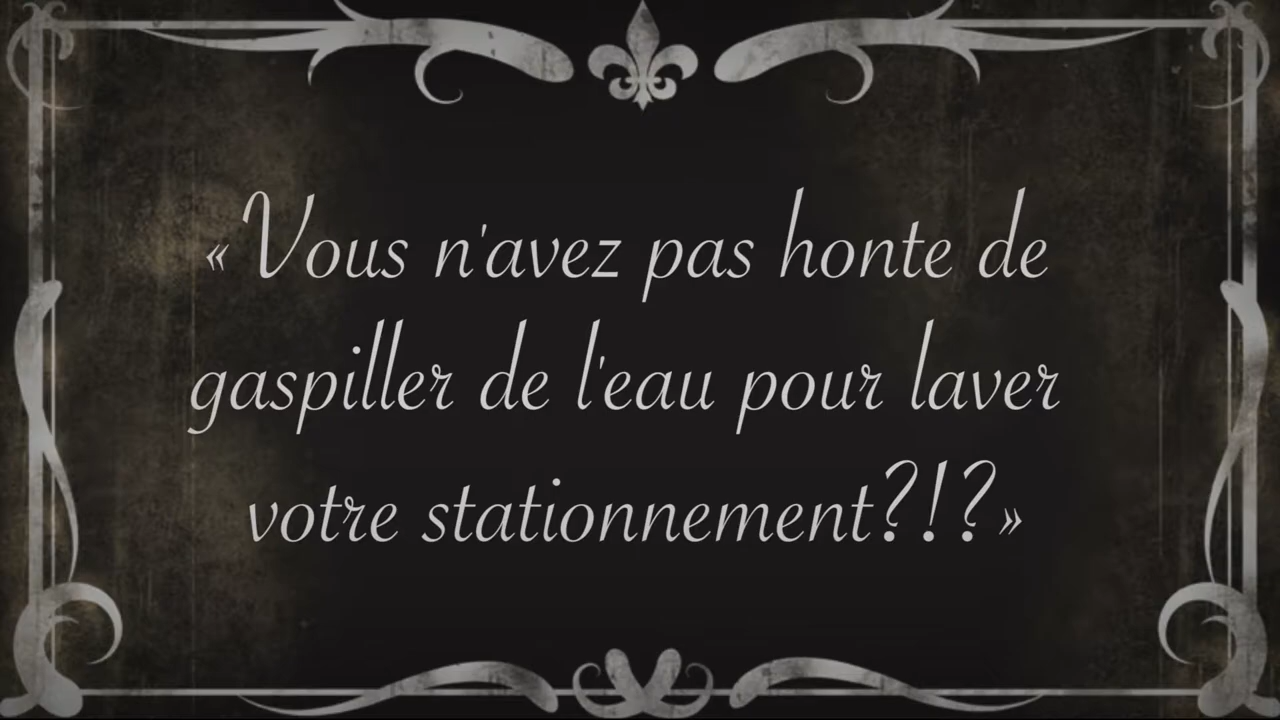 «Vous n'avez pas honte de
gaspiller de l'eau pour laver
votre stationnement?!?»